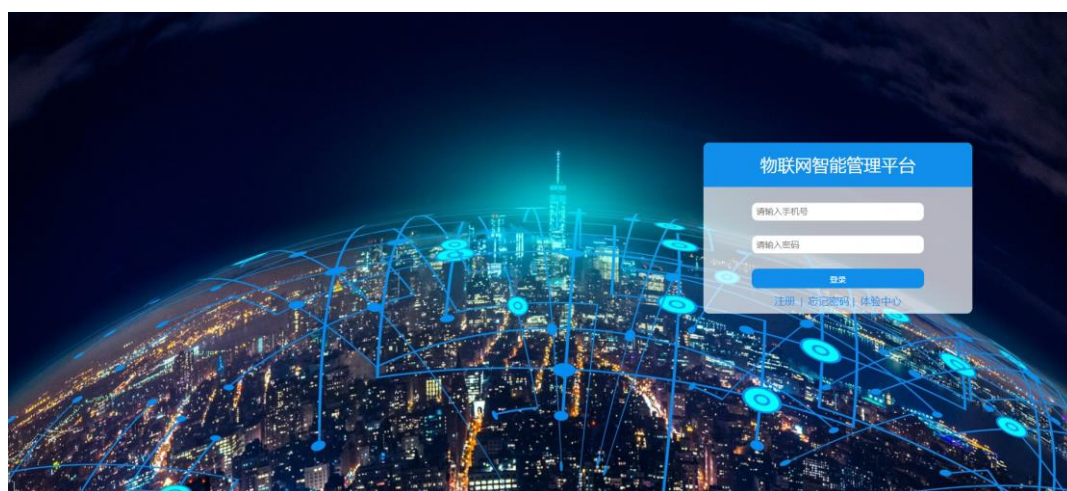 物联网智能管理平台
请输入手机号
请输入密码
登录
注册 | 忘记密码 | 体验中心